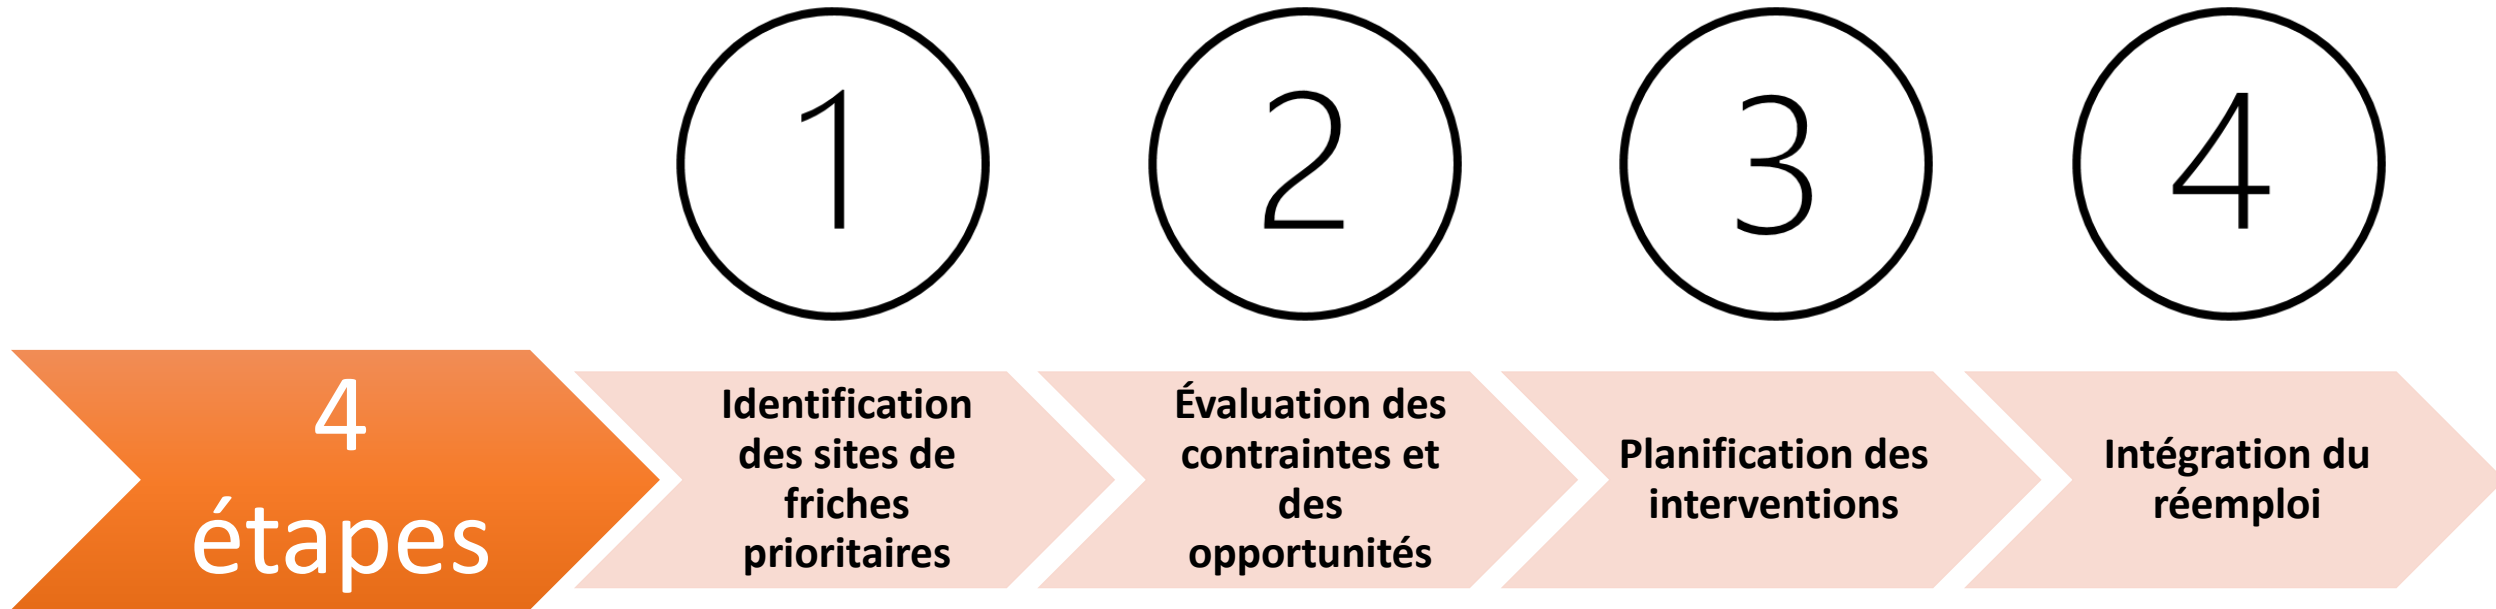 1
2
3
4
4
étapes
Identification
des sites de
friches
prioritaires
Évaluation des
contraintes et
des
opportunités
Planification des
interventions
Intégration du
réemploi